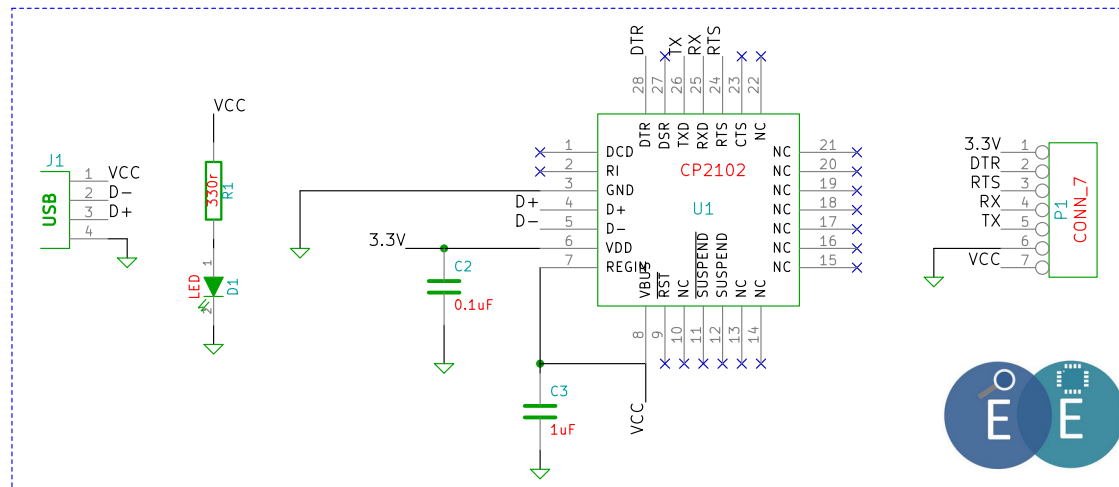 J1
USB
1 VCC
2 D-
3 D+
4
VCC
330r
R1
1
LED
D1
2
3.3V
C2
0.1uF
C3
1uF
VCC
D+
D-
DTR
TX
RX
RTS
28
27
26
25
24
23
22
DTR
DSR
TXD
RXD
RTS
CTS
NC
1 DCD
2 RI
3 GND
4 D+
5 D-
6 VDD
7 REGIN
CP2102
U1
NC 21
NC 20
NC 19
NC 18
NC 17
NC 16
NC 15
VBUS
RST
NC
SUSPEND
SUSPEND
NC
NC
8
9
10
11
12
13
14
3.3V 1
DTR 2
RTS 3
RX 4
TX 5
6
VCC 7
P1
CONN_7
E E